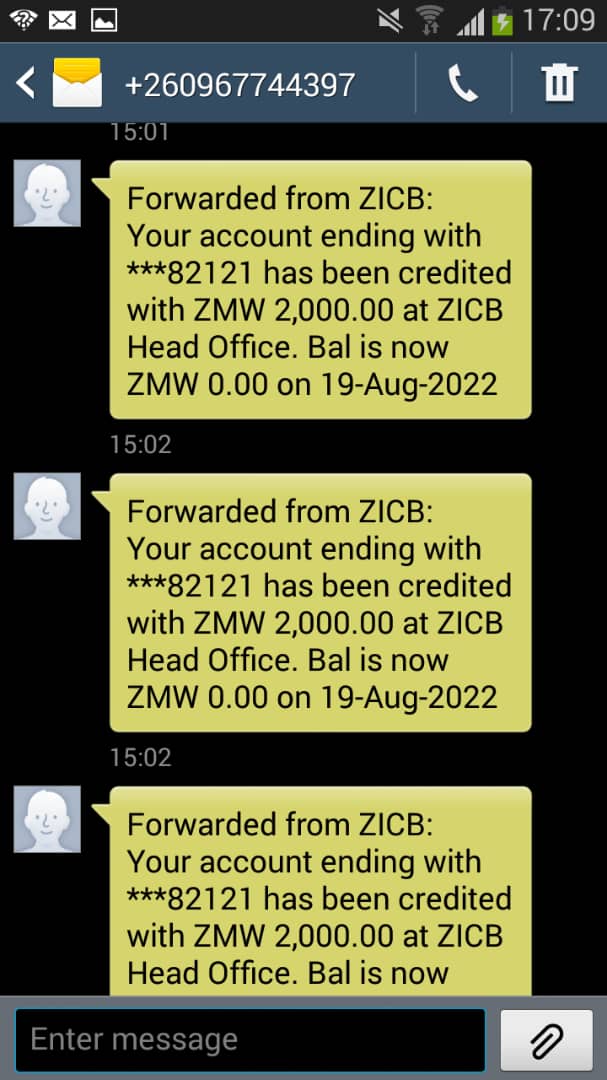 17:09
+260967744397
15:01
Forwarded from ZICB:
Your account ending with
***82121 has been credited
with ZMW 2,000.00 at ZICB
Head Office. Bal is now
ZMW 0.00 on 19-Aug-2022
15:02
Forwarded from ZICB:
Your account ending with
***82121 has been credited
with ZMW 2,000.00 at ZICB
Head Office. Bal is now
ZMW 0.00 on 19-Aug-2022
15:02
Forwarded from ZICB:
Your account ending with
***82121 has been credited
with ZMW 2,000.00 at ZICB
Head Office. Bal is now
Enter message